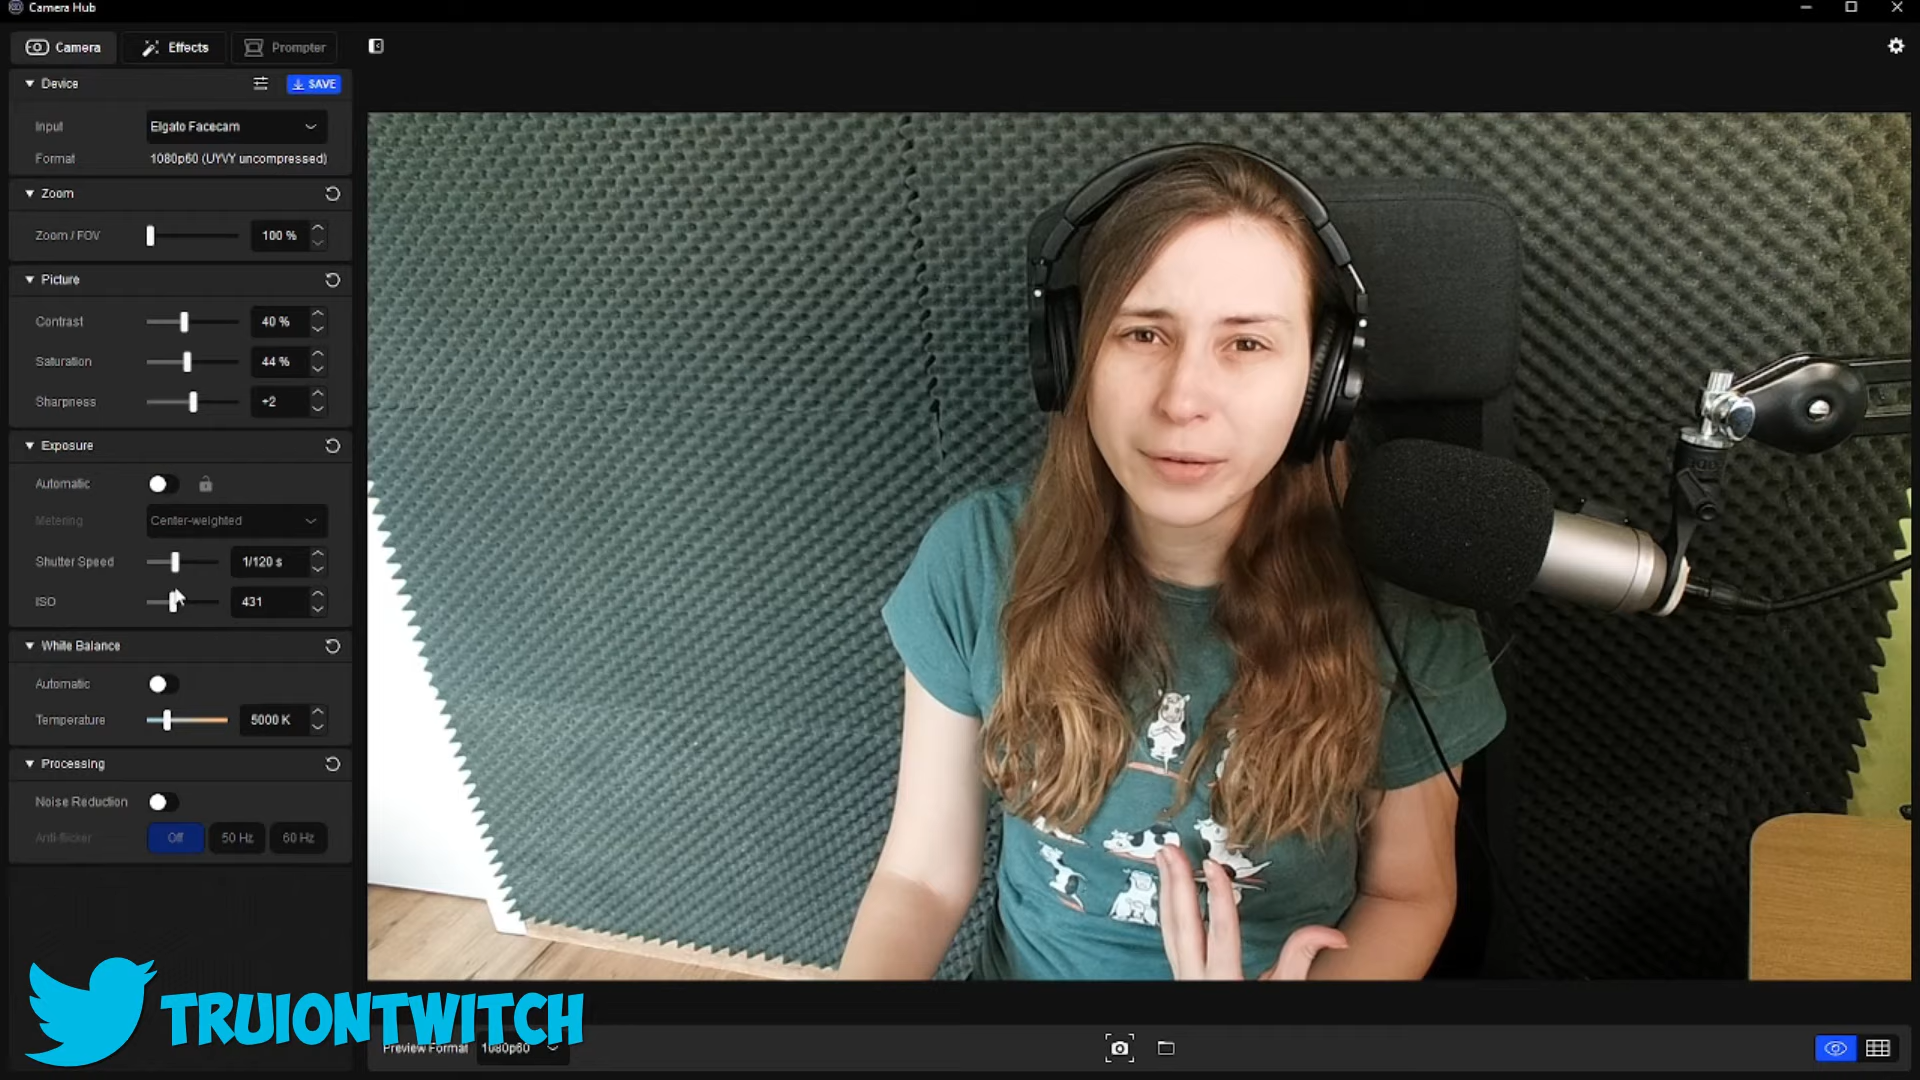 Camera Hub
Camera
Effects
Prompter
Device
SAVE
Input
Elgato Facecam
Format
1080p60 (UYVY uncompressed)
Zoom
Zoom / FOV
100 %
Picture
Contrast
40 %
Saturation
44 %
Sharpness
+2
Exposure
Automatic
Metering
Center-weighted
Shutter Speed
1/120 s
ISO
431
White Balance
Automatic
Temperature
5000 K
Processing
Noise Reduction
Anti-flicker
Off
50 Hz
60 Hz
TRUIONTWITCH
Preview Format
1080p60